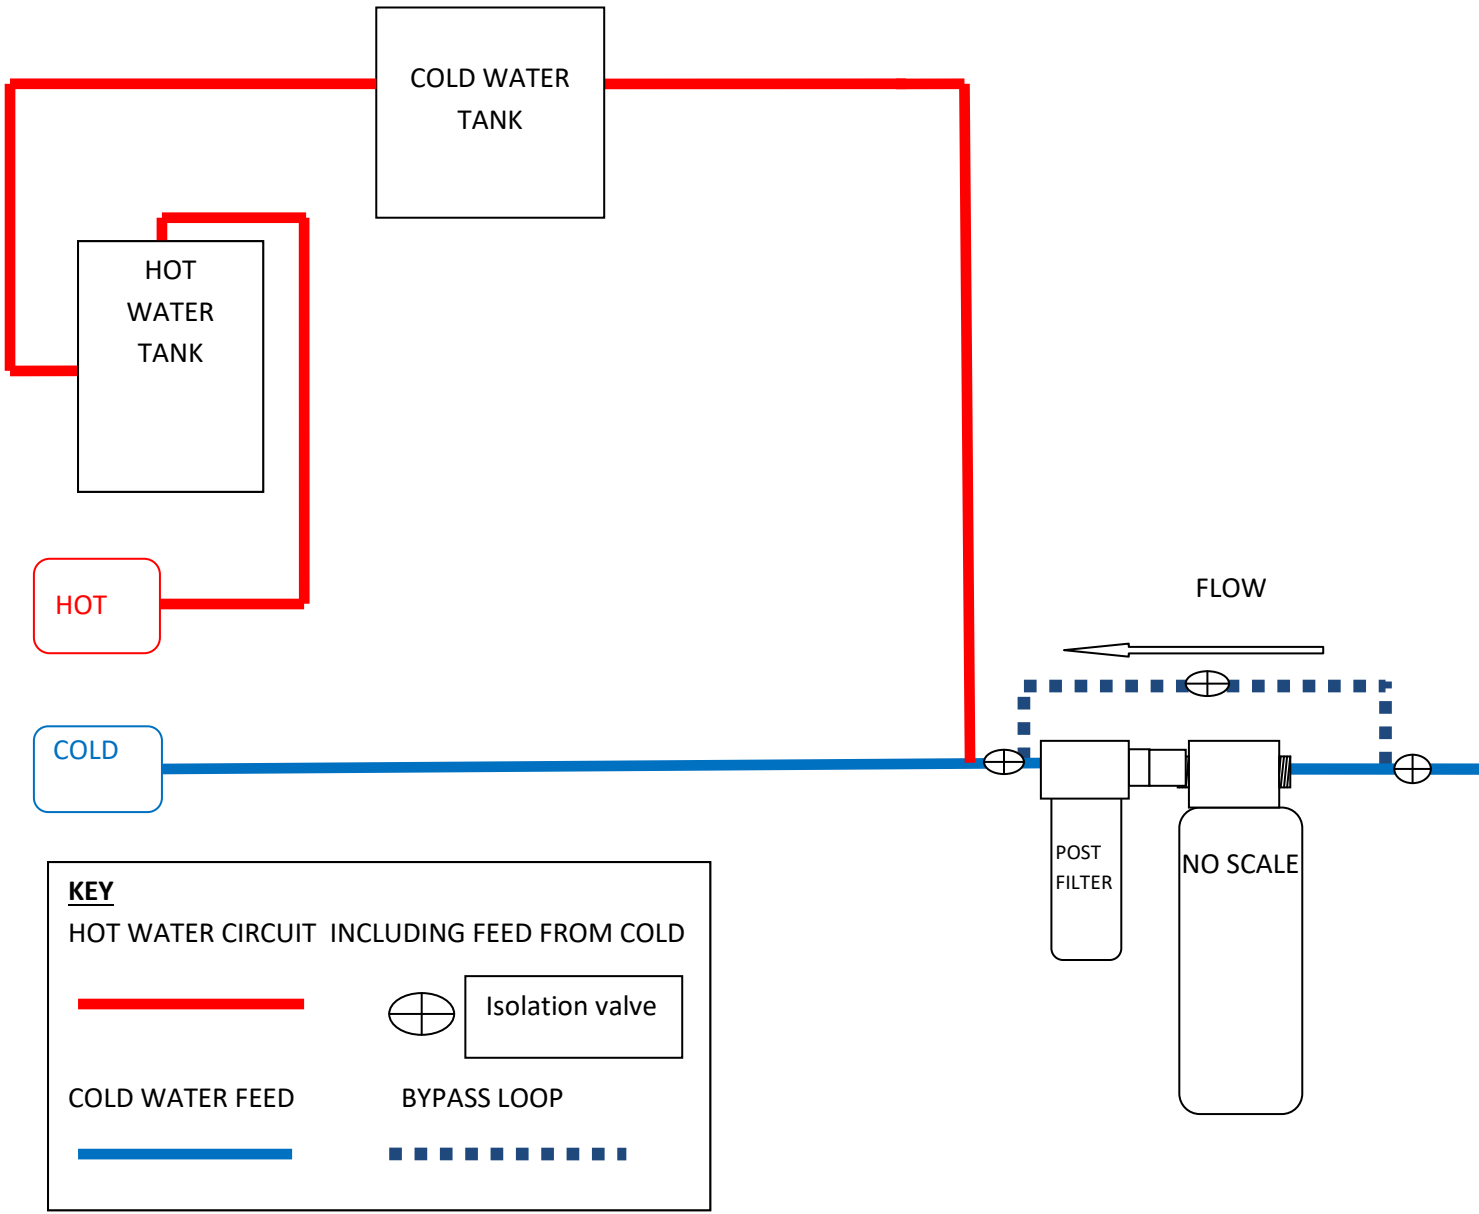 COLD WATER
TANK
HOT
WATER
TANK
HOT
FLOW
COLD
POST
FILTER
NO SCALE
KEY
HOT WATER CIRCUIT INCLUDING FEED FROM COLD
Isolation valve
COLD WATER FEED
BYPASS LOOP